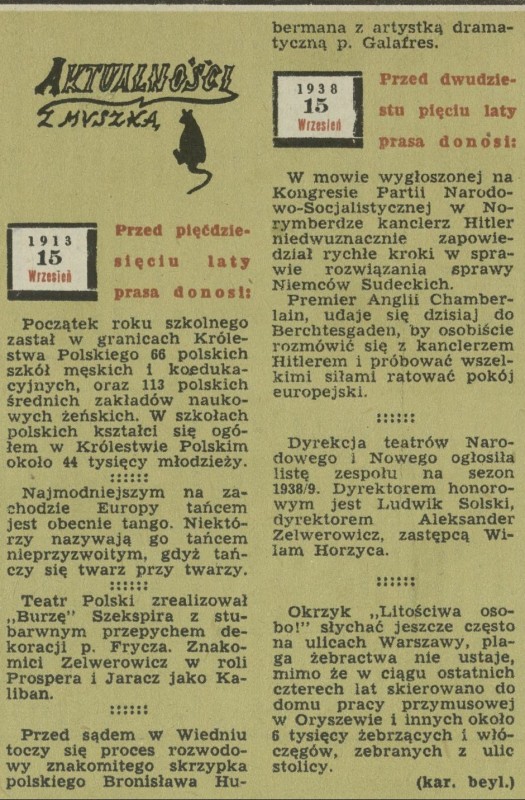 AKTUALNOŚCI
Z MYSZKĄ
1913
15
Wrzesień
Przed pięćdzie-
sięciu laty
prasa donosi:
Początek roku szkolnego
zastał w granicach Króle-
stwa Polskiego 66 polskich
szkół męskich i koeduka-
cyjnych, oraz 113 polskich
średnich zakładów nauko-
wych żeńskich. W szkołach
polskich kształci się ogó-
łem w Królestwie Polskim
około 44 tysięcy młodzieży.
::::::
Najmodniejszym na za-
chodzie Europy tańcem
jest obecnie tango. Niektó-
rzy nazywają go tańcem
nieprzyzwoitym, gdyż tań-
czy się twarz przy twarzy.
::::::
Teatr Polski zrealizował
„Burzę" Szekspira z stu-
barwnym przepychem de-
koracji p. Frycza. Znako-
mici Zelwerowicz w roli
Prospera i Jaracz jako Ka-
liban.
::::::
Przed sądem w Wiedniu
toczy się proces rozwodo-
wy znakomitego skrzypka
polskiego Bronisława Hu-
bermana z artystką drama-
tyczną p. Galafres.
1938
15
Wrzesień
Przed dwudzie-
stu pięciu laty
prasa donosi:
W mowie wygłoszonej na
Kongresie Partii Narodo-
wo-Socjalistycznej w No-
rymberdze kanclerz Hitler
niedwuznacznie zapowie-
dział rychłe kroki w spra-
wie rozwiązania sprawy
Niemców Sudeckich.
Premier Anglii Chamber-
lain, udaje się dzisiaj do
Berchtesgaden, by osobiście
rozmówić się z kanclerzem
Hitlerem i próbować wszel-
kimi siłami ratować pokój
europejski.
::::::
Dyrekcja teatrów Naro-
dowego i Nowego ogłosiła
listę zespołu na sezon
1938/9. Dyrektorem honoro-
wym jest Ludwik Solski,
dyrektorem Aleksander
Zelwerowicz, zastępcą Wi-
lam Horzyca.
::::::
Okrzyk „Litościwa oso-
bo!" słychać jeszcze często
na ulicach Warszawy, pla-
ga żebractwa nie ustaje,
mimo że w ciągu ostatnich
czterech lat skierowano do
domu pracy przymusowej
w Oryszewie i innych około
6 tysięcy żebrzących i włó-
częgów, zebranych z ulic
stolicy.
(kar. beyl.)